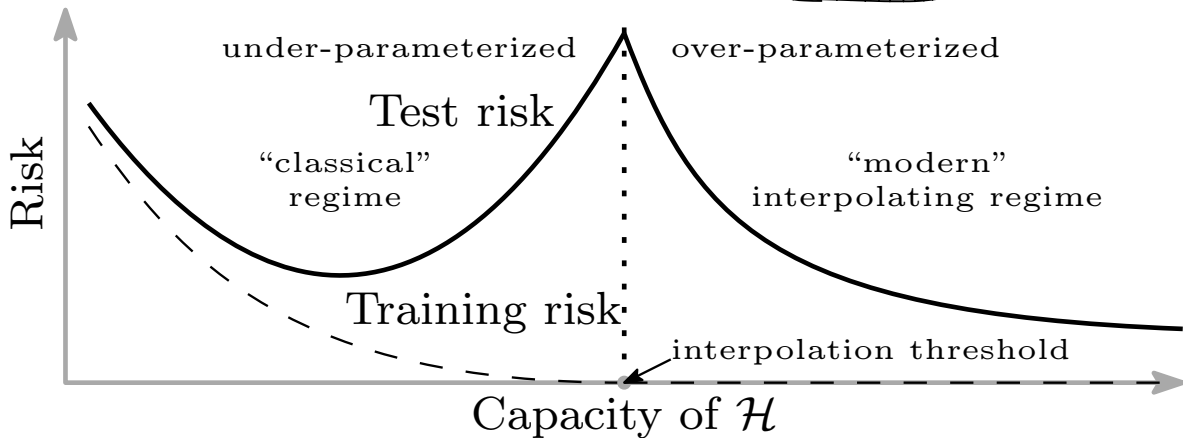 under-parameterized
over-parameterized
Test risk
“classical”
regime
“modern”
interpolating regime
Risk
Training risk
interpolation threshold
Capacity of ℋ